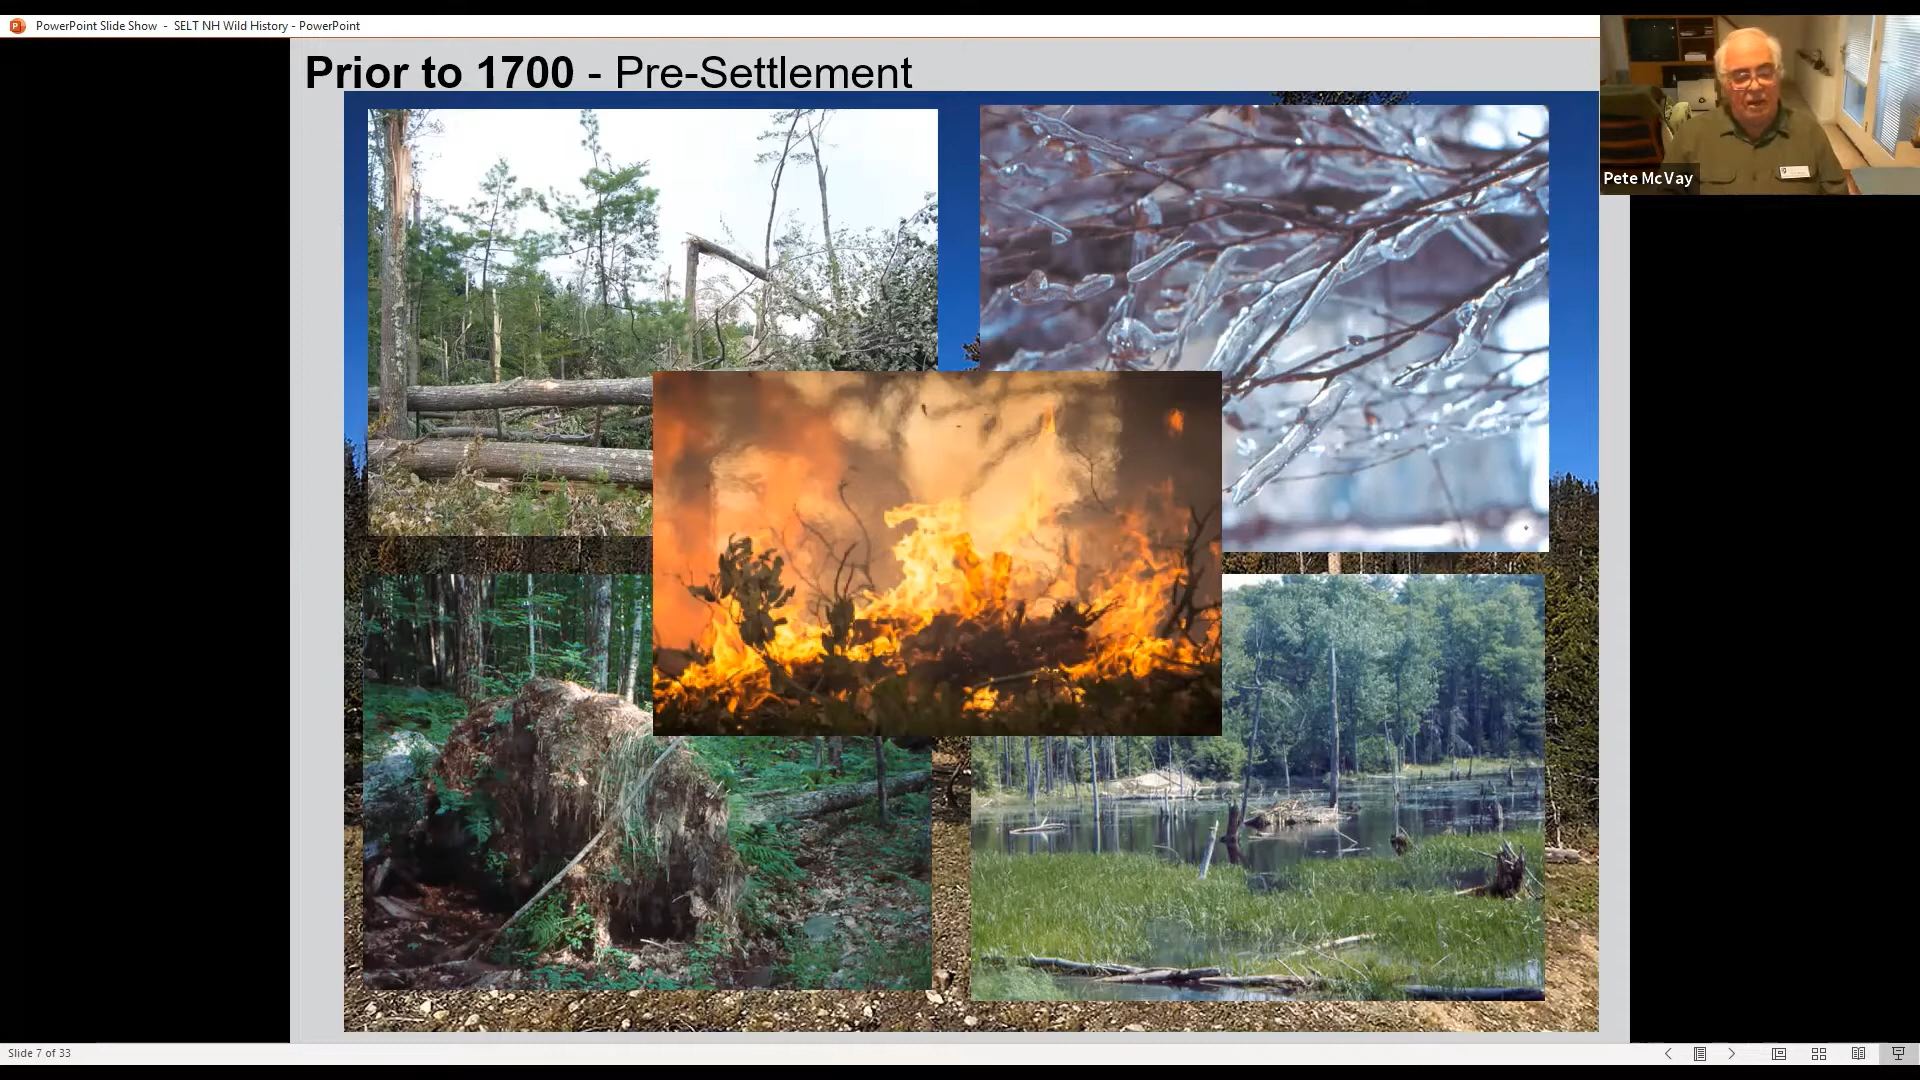 PowerPoint Slide Show - SELT NH Wild History - PowerPoint
Prior to 1700 - Pre-Settlement
Pete McVay
Slide 7 of 33